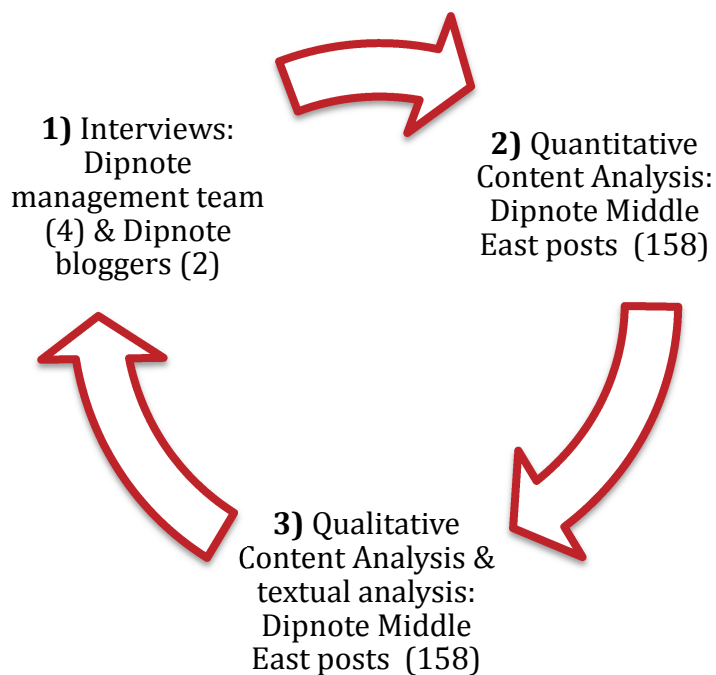 1) Interviews:
Dipnote
management team
(4) & Dipnote
bloggers (2)
2) Quantitative
Content Analysis:
Dipnote Middle
East posts (158)
3) Qualitative
Content Analysis &
textual analysis:
Dipnote Middle
East posts (158)